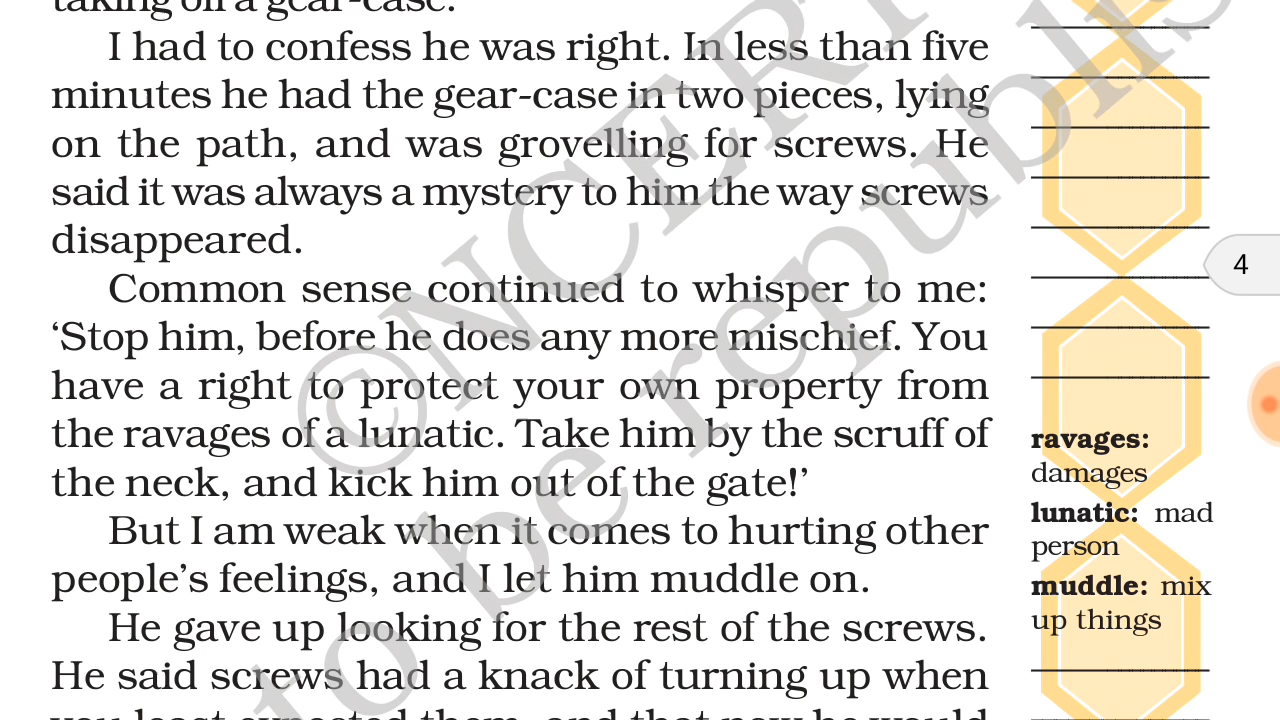 taking off a gear-case.
I had to confess he was right. In less than five
minutes he had the gear-case in two pieces, lying
on the path, and was grovelling for screws. He
said it was always a mystery to him the way screws
disappeared.
Common sense continued to whisper to me:
‘Stop him, before he does any more mischief. You
have a right to protect your own property from
the ravages of a lunatic. Take him by the scruff of
the neck, and kick him out of the gate!’
But I am weak when it comes to hurting other
people’s feelings, and I let him muddle on.
He gave up looking for the rest of the screws.
He said screws had a knack of turning up when
you least expected them, and that now he would
ravages:
damages
lunatic: mad
person
muddle: mix
up things
4
©NCERT
to be republis